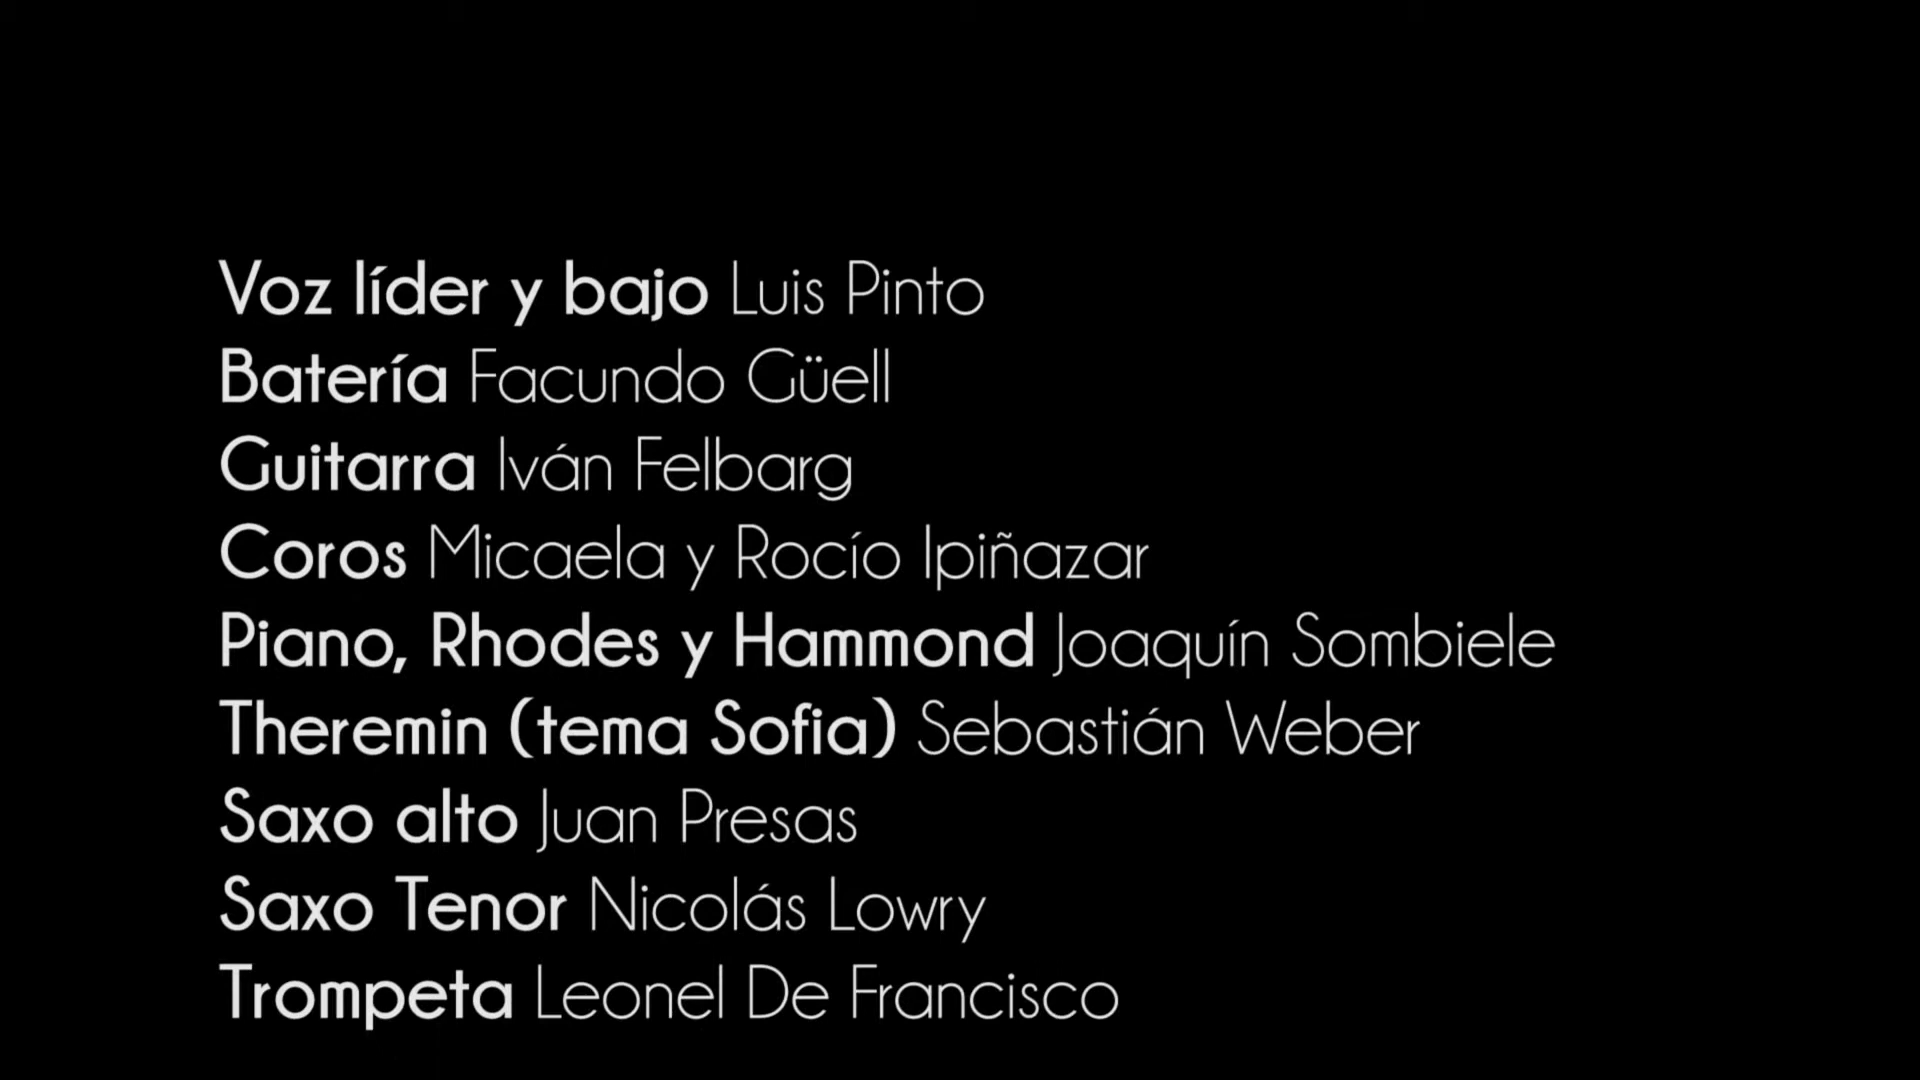 Voz líder y bajo Luis Pinto
Batería Facundo Güell
Guitarra Iván Felbarg
Coros Micaela y Rocío Ipiñazar
Piano, Rhodes y Hammond Joaquín Sombiele
Theremin (tema Sofia) Sebastián Weber
Saxo alto Juan Presas
Saxo Tenor Nicolás Lowry
Trompeta Leonel De Francisco